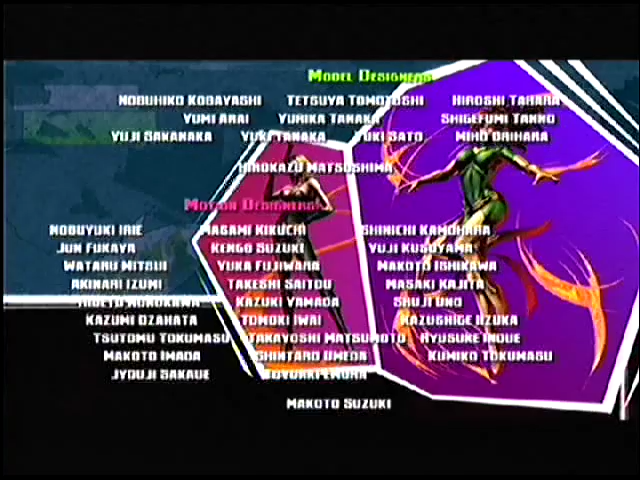 MODEL DESIGNERS
NOBUHIKO KOBAYASHI TETSUYA TOMOTOSHI HIROSHI TAHARA
YUMI ARAI YURIKA TANAKA SHIGEFUMI TANNO
YUJI SAKANAKA YUKI TANAKA YUKI SATO MIHO ORIHARA
HIROKAZU MATSUSHIMA
MOTION DESIGNERS
NOBUYUKI IRIE MASAMI KIKUCHI SHINICHI KAMOHARA
JUN FUKAYA KENGO SUZUKI YUJI KUSUYAMA
WATARU MITSUI YUKA FUJIWARA MAKOTO ISHIKAWA
AKINARI IZUMI TAKESHI SAITOU MASAKI KAJITA
KAZUKI YAMADA SHUJI UNO
KAZUMI OZAHATA TOMOKI IWAI KAZUSHIGE IIZUKA
TSUTOMU TOKUMASU TAKAYOSHI MATSUMOTO RYUSUKE INOUE
MAKOTO IMADA SHINTARO UMEDA KUMIKO TOKUMASU
JYOUJI SAKAUE
MAKOTO SUZUKI